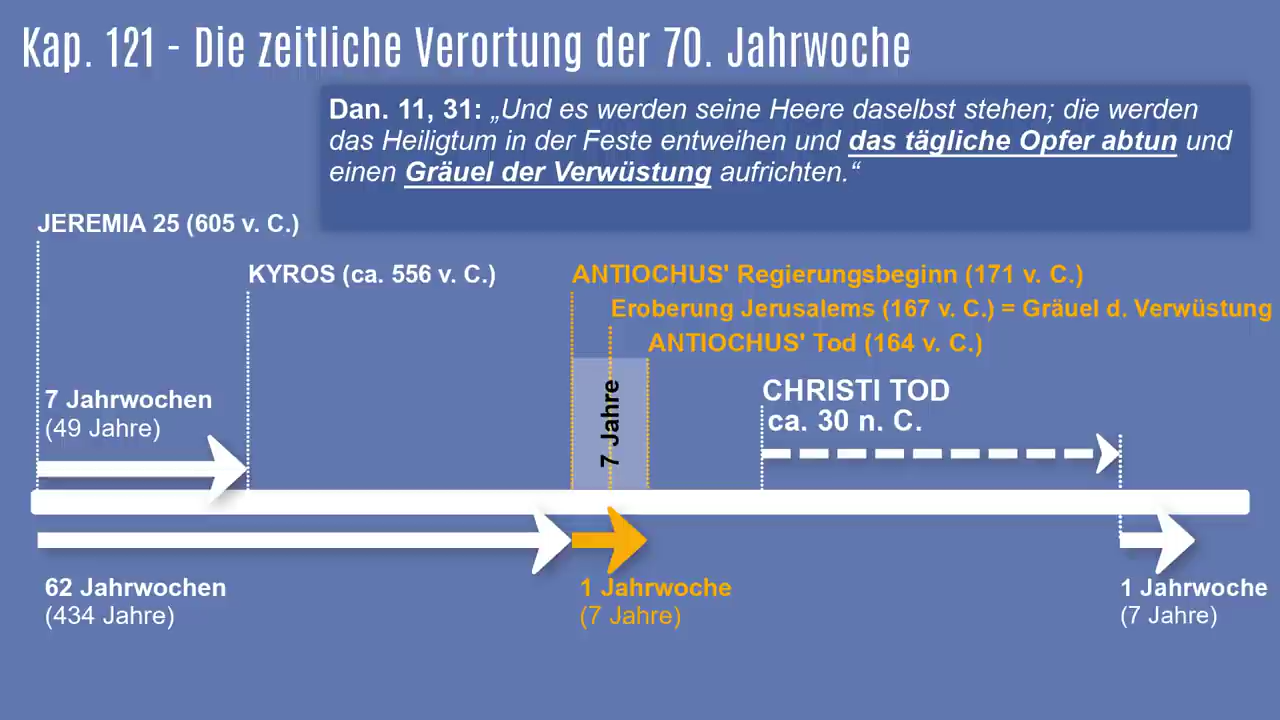 Kap. 121 - Die zeitliche Verortung der 70. Jahrwoche
Dan. 11, 31: „Und es werden seine Heere daselbst stehen; die werden
das Heiligtum in der Feste entweihen und das tägliche Opfer abtun und
einen Gräuel der Verwüstung aufrichten.“
JEREMIA 25 (605 v. C.)
KYROS (ca. 556 v. C.)
ANTIOCHUS' Regierungsbeginn (171 v. C.)
Eroberung Jerusalems (167 v. C.) = Gräuel d. Verwüstung
ANTIOCHUS' Tod (164 v. C.)
7 Jahre
CHRISTI TOD
ca. 30 n. C.
7 Jahrwochen
(49 Jahre)
62 Jahrwochen
(434 Jahre)
1 Jahrwoche
(7 Jahre)
1 Jahrwoche
(7 Jahre)